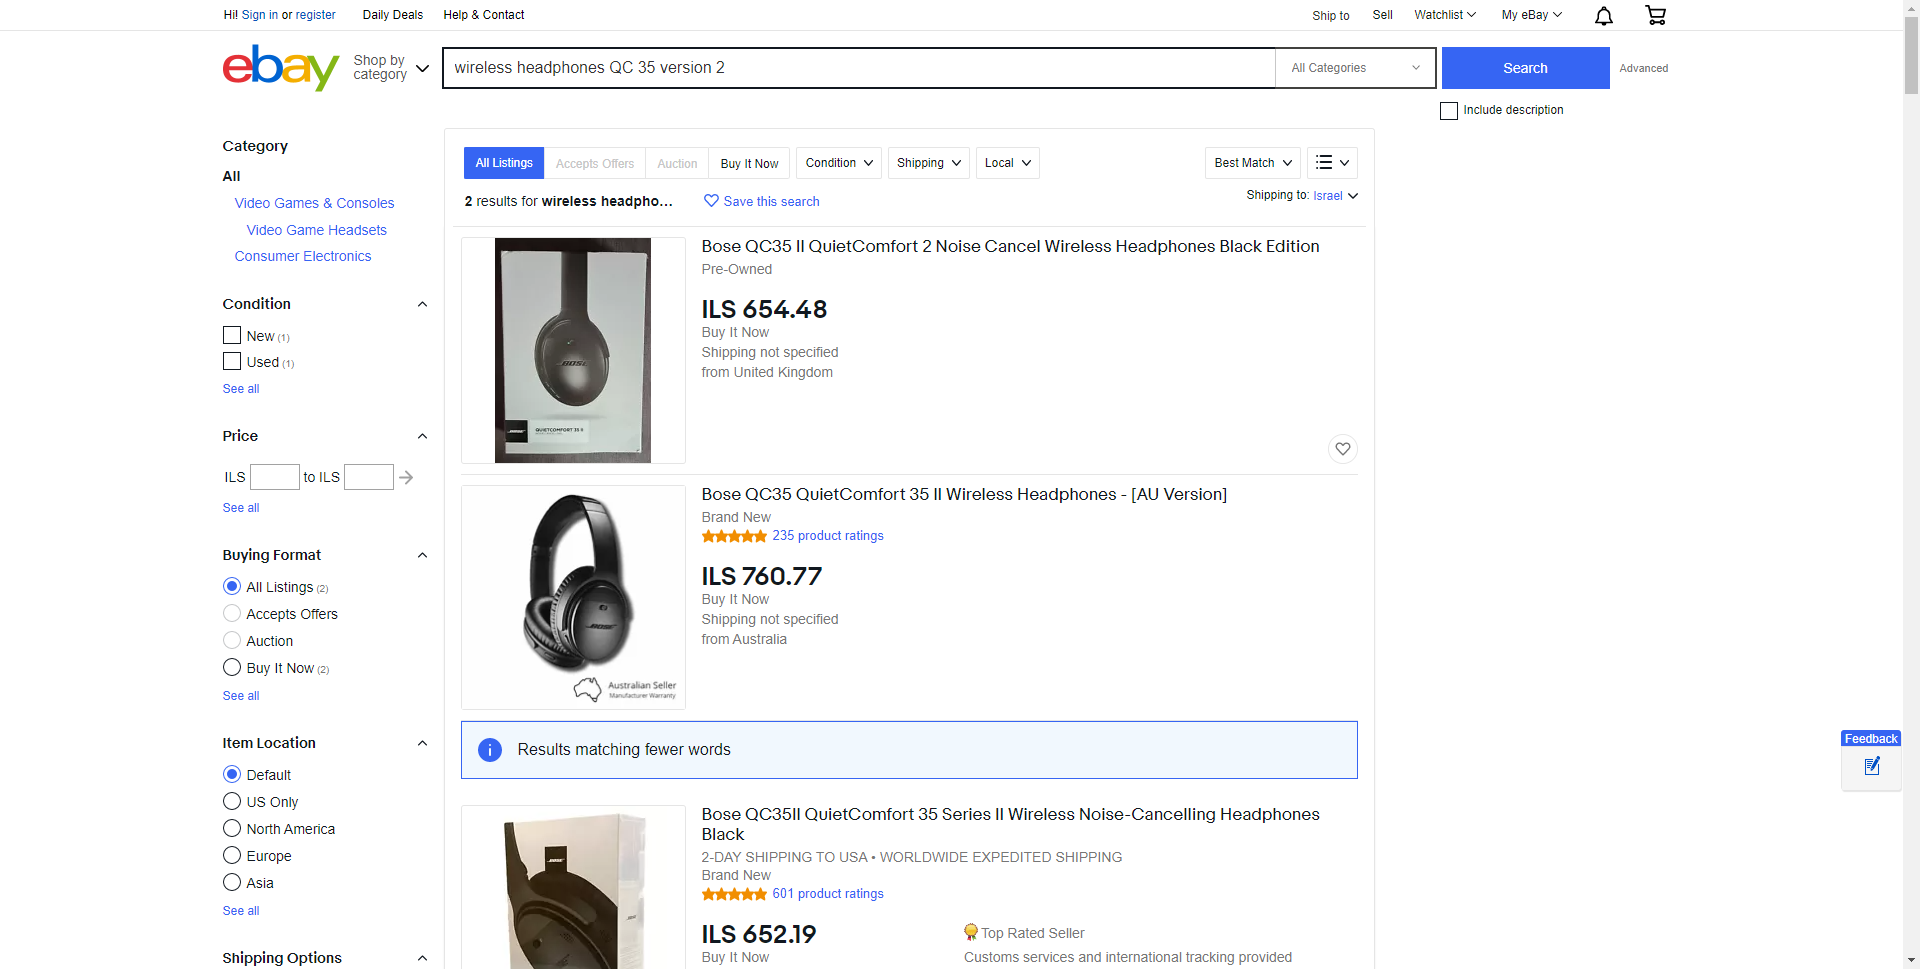 Hi! Sign in or register
Daily Deals
Help & Contact
Ship to
Sell
Watchlist
My eBay
ebay
Shop by category
wireless headphones QC 35 version 2
All Categories
Search
Advanced
Include description
Category
All
Video Games & Consoles
Video Game Headsets
Consumer Electronics
Condition
New (1)
Used (1)
See all
Price
ILS to ILS
See all
Buying Format
All Listings (2)
Accepts Offers
Auction
Buy It Now (2)
See all
Item Location
Default
US Only
North America
Europe
Asia
See all
Shipping Options
All Listings
Accepts Offers
Auction
Buy It Now
Condition
Shipping
Local
Best Match
2 results for wireless headpho...
Save this search
Shipping to: Israel
BOSE
BOSE
QUIETCOMFORT 35 II
Bose QC35 II QuietComfort 2 Noise Cancel Wireless Headphones Black Edition
Pre-Owned
ILS 654.48
Buy It Now
Shipping not specified
from United Kingdom
BOSE
Australian Seller
Manufacturer Warranty
Bose QC35 QuietComfort 35 II Wireless Headphones - [AU Version]
Brand New
235 product ratings
ILS 760.77
Buy It Now
Shipping not specified
from Australia
Results matching fewer words
BOSE
BOSE
Bose QC35II QuietComfort 35 Series II Wireless Noise-Cancelling Headphones
Black
2-DAY SHIPPING TO USA • WORLDWIDE EXPEDITED SHIPPING
Brand New
601 product ratings
ILS 652.19
Buy It Now
Top Rated Seller
Customs services and international tracking provided
Feedback